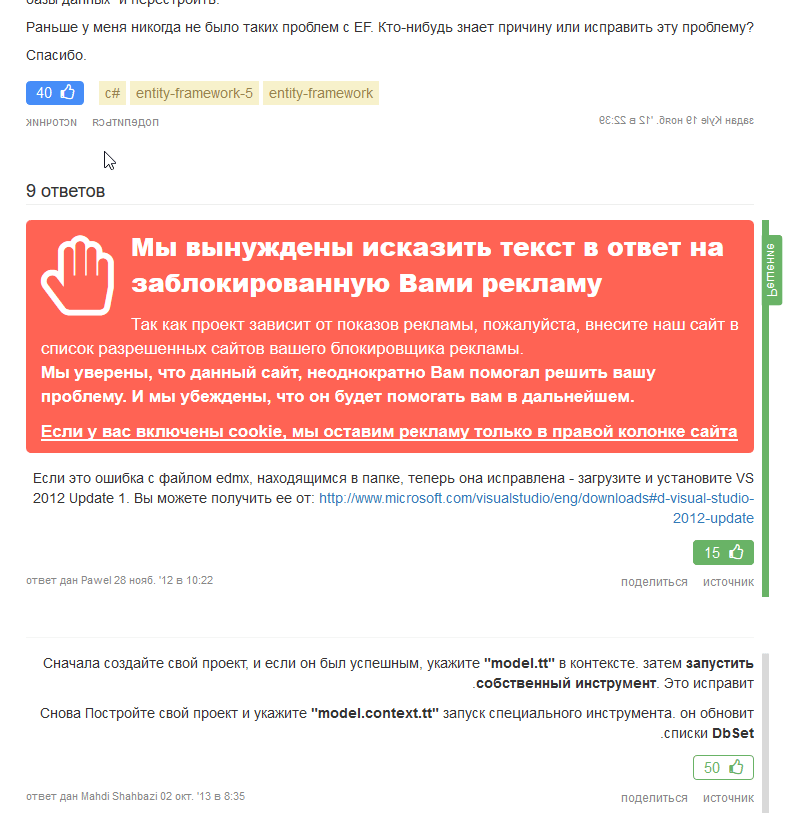 базы данных" и перестроить.
Раньше у меня никогда не было таких проблем с EF. Кто-нибудь знает причину или исправить эту проблему?
Спасибо.
40 c# entity-framework-5 entity-framework
источник поделиться задан Kyle 19 нояб. '12 в 22:39
9 ответов
Мы вынуждены исказить текст в ответ на
заблокированную Вами рекламу
Так как проект зависит от показов рекламы, пожалуйста, внесите наш сайт в
список разрешенных сайтов вашего блокировщика рекламы.
Мы уверены, что данный сайт, неоднократно Вам помогал решить вашу
проблему. И мы убеждены, что он будет помогать вам в дальнейшем.
Если у вас включены cookie, мы оставим рекламу только в правой колонке сайта
Решение
Если это ошибка с файлом edmx, находящимся в папке, теперь она исправлена - загрузите и установите VS
2012 Update 1. Вы можете получить ее от: http://www.microsoft.com/visualstudio/eng/downloads#d-visual-studio-
2012-update
15
ответ дан Pawel 28 нояб. '12 в 10:22 поделиться источник
Сначала создайте свой проект, и если он был успешным, укажите "model.tt" в контексте. затем запустить
.собственный инструмент. Это исправит
Снова Постройте свой проект и укажите "model.context.tt" запуск специального инструмента. он обновит
.списки DbSet
50
ответ дан Mahdi Shahbazi 02 окт. '13 в 8:35 поделиться источник